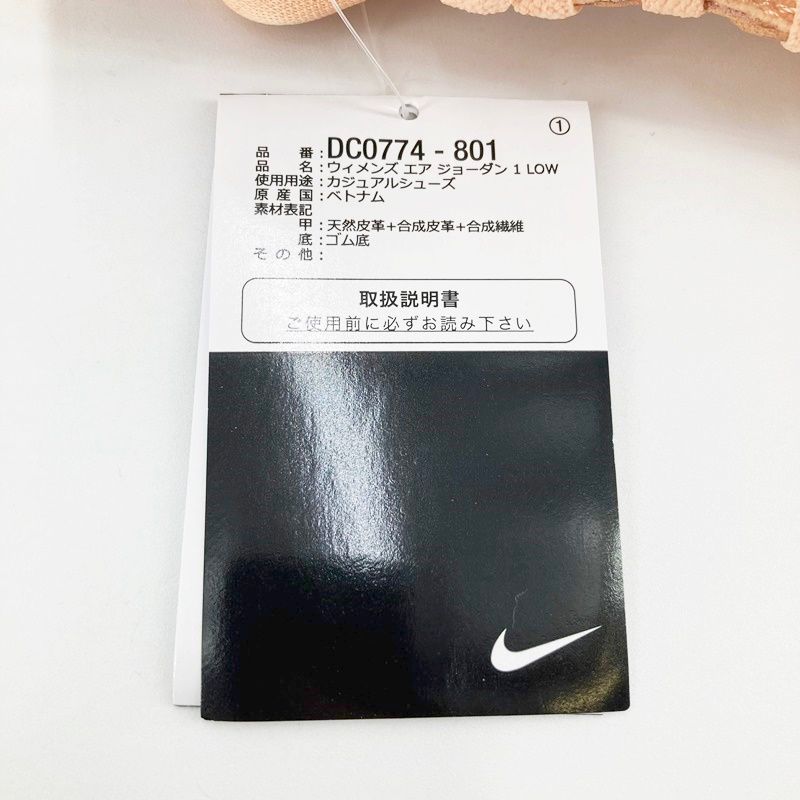 ①
品 番 : DC0774 - 801
品 名 : ウィメンズ エア ジョーダン 1 LOW
使用用途 : カジュアルシューズ
原 産 国 : ベトナム
素材表記
甲 : 天然皮革+合成皮革+合成繊維
底 : ゴム底
そ の 他 :
取扱説明書
ご使用前に必ずお読み下さい